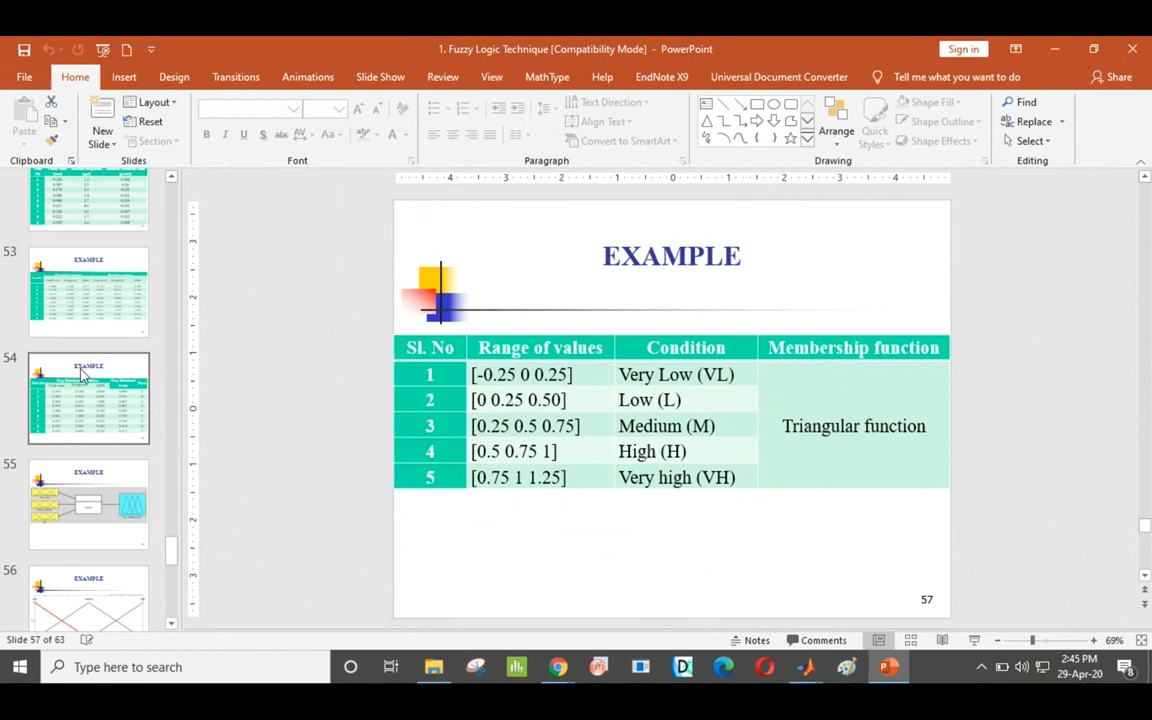 1. Fuzzy Logic Technique [Compatibility Mode] - PowerPoint
Sign in
File Home Insert Design Transitions Animations Slide Show Review View MathType Help EndNote X9 Universal Document Converter Tell me what you want to do Share
Paste
New Slide
Layout
Reset
Section
Text Direction
Align Text
Convert to SmartArt
Arrange
Quick Styles
Shape Fill
Shape Outline
Shape Effects
Find
Replace
Select
Clipboard Slides Font Paragraph Drawing Editing
53
EXAMPLE
54
EXAMPLE
55
EXAMPLE
56
EXAMPLE
EXAMPLE
Sl. No Range of values Condition Membership function
1 [-0.25 0 0.25] Very Low (VL)
2 [0 0.25 0.50] Low (L)
3 [0.25 0.5 0.75] Medium (M) Triangular function
4 [0.5 0.75 1] High (H)
5 [0.75 1 1.25] Very high (VH)
57
Slide 57 of 63
Notes Comments 69%
Type here to search
2:45 PM
29-Apr-20